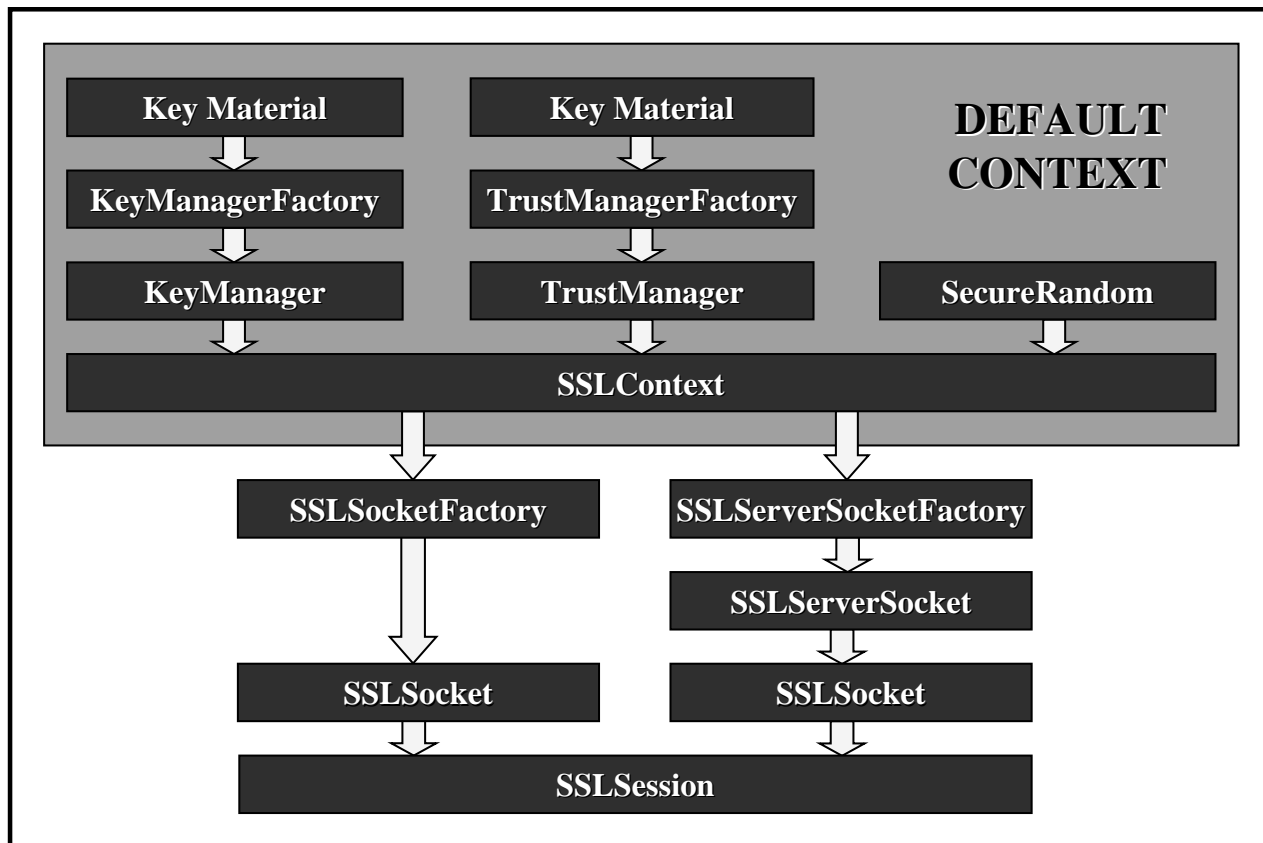 Key Material
Key Material
DEFAULT
CONTEXT
KeyManagerFactory
TrustManagerFactory
KeyManager
TrustManager
SecureRandom
SSLContext
SSLSocketFactory
SSLServerSocketFactory
SSLServerSocket
SSLSocket
SSLSocket
SSLSession